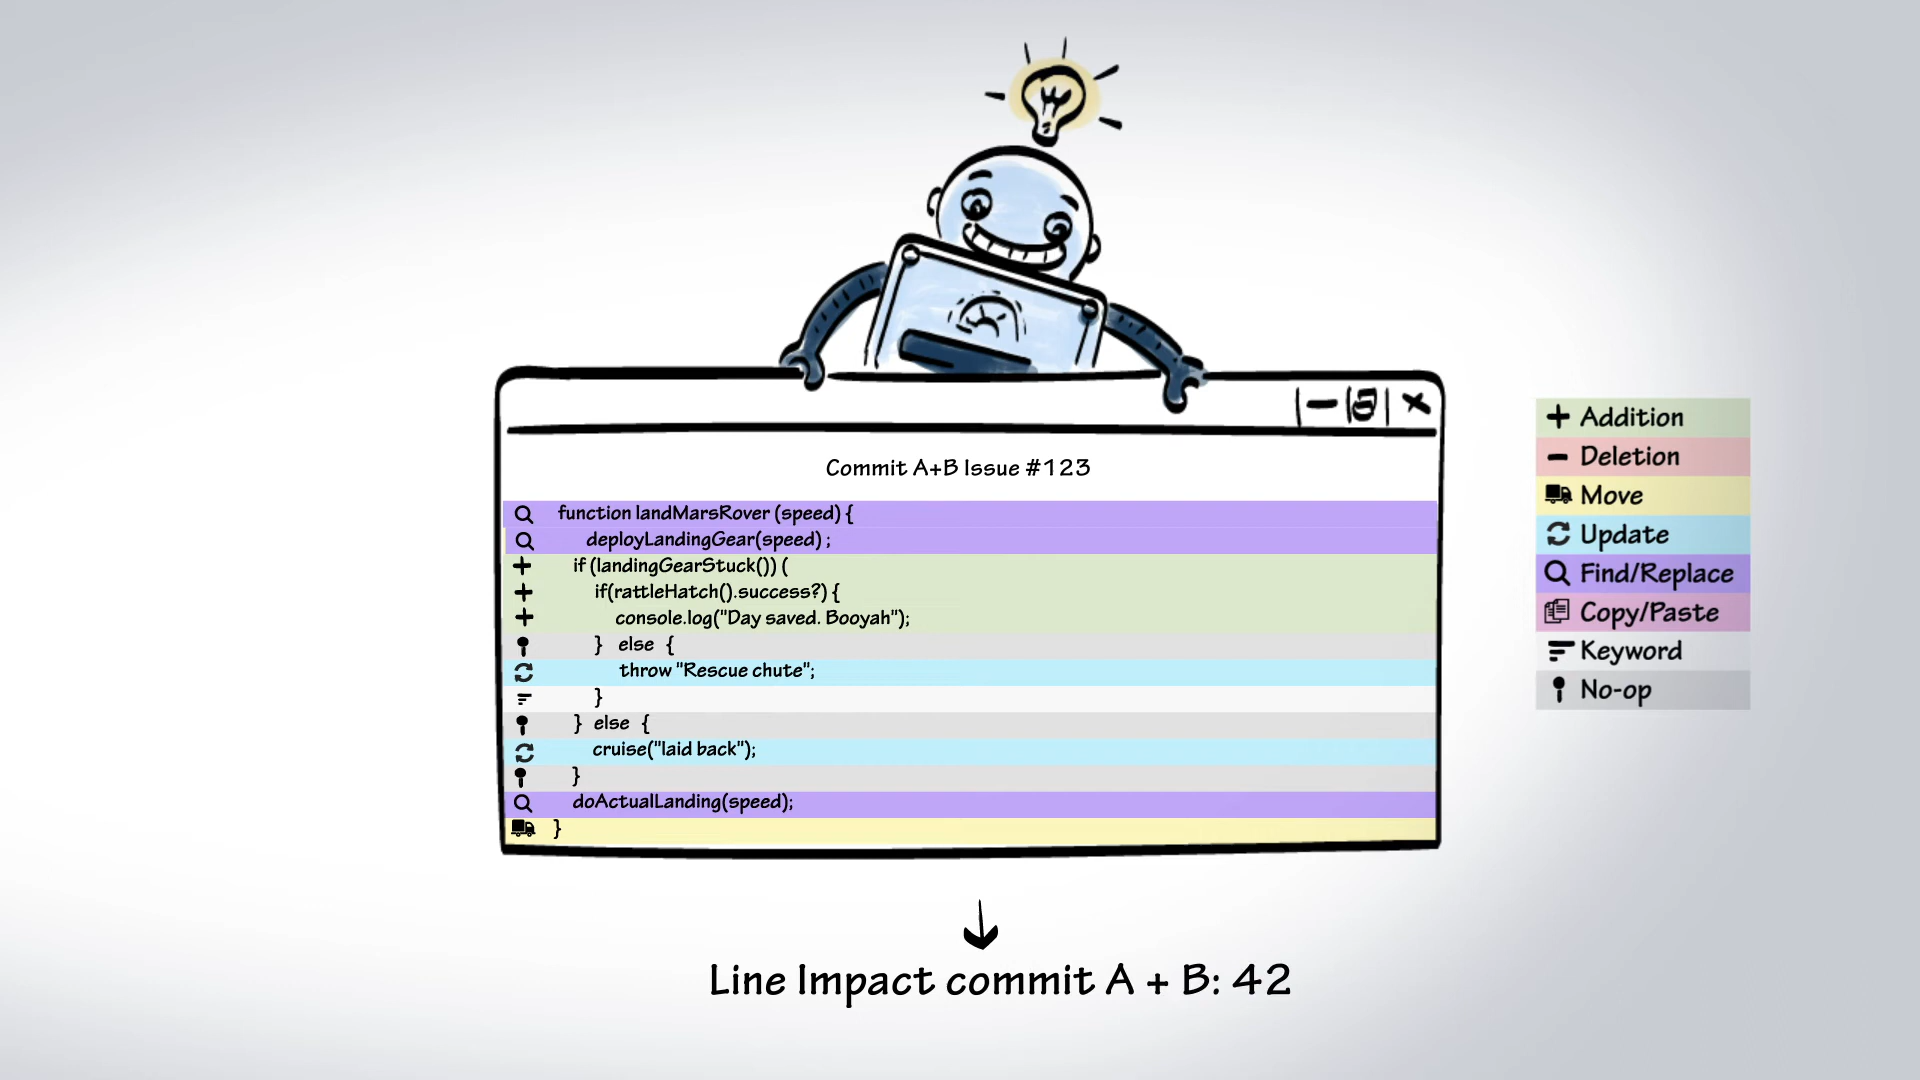 Commit A+B Issue #123
function landMarsRover (speed) {
deployLandingGear(speed) ;
if (landingGearStuck()) (
if(rattleHatch().success?) {
console.log("Day saved. Booyah");
} else {
throw "Rescue chute";
}
} else {
cruise("laid back");
}
doActualLanding(speed);
}
Addition
Deletion
Move
Update
Find/Replace
Copy/Paste
Keyword
No-op
Line Impact commit A + B: 42